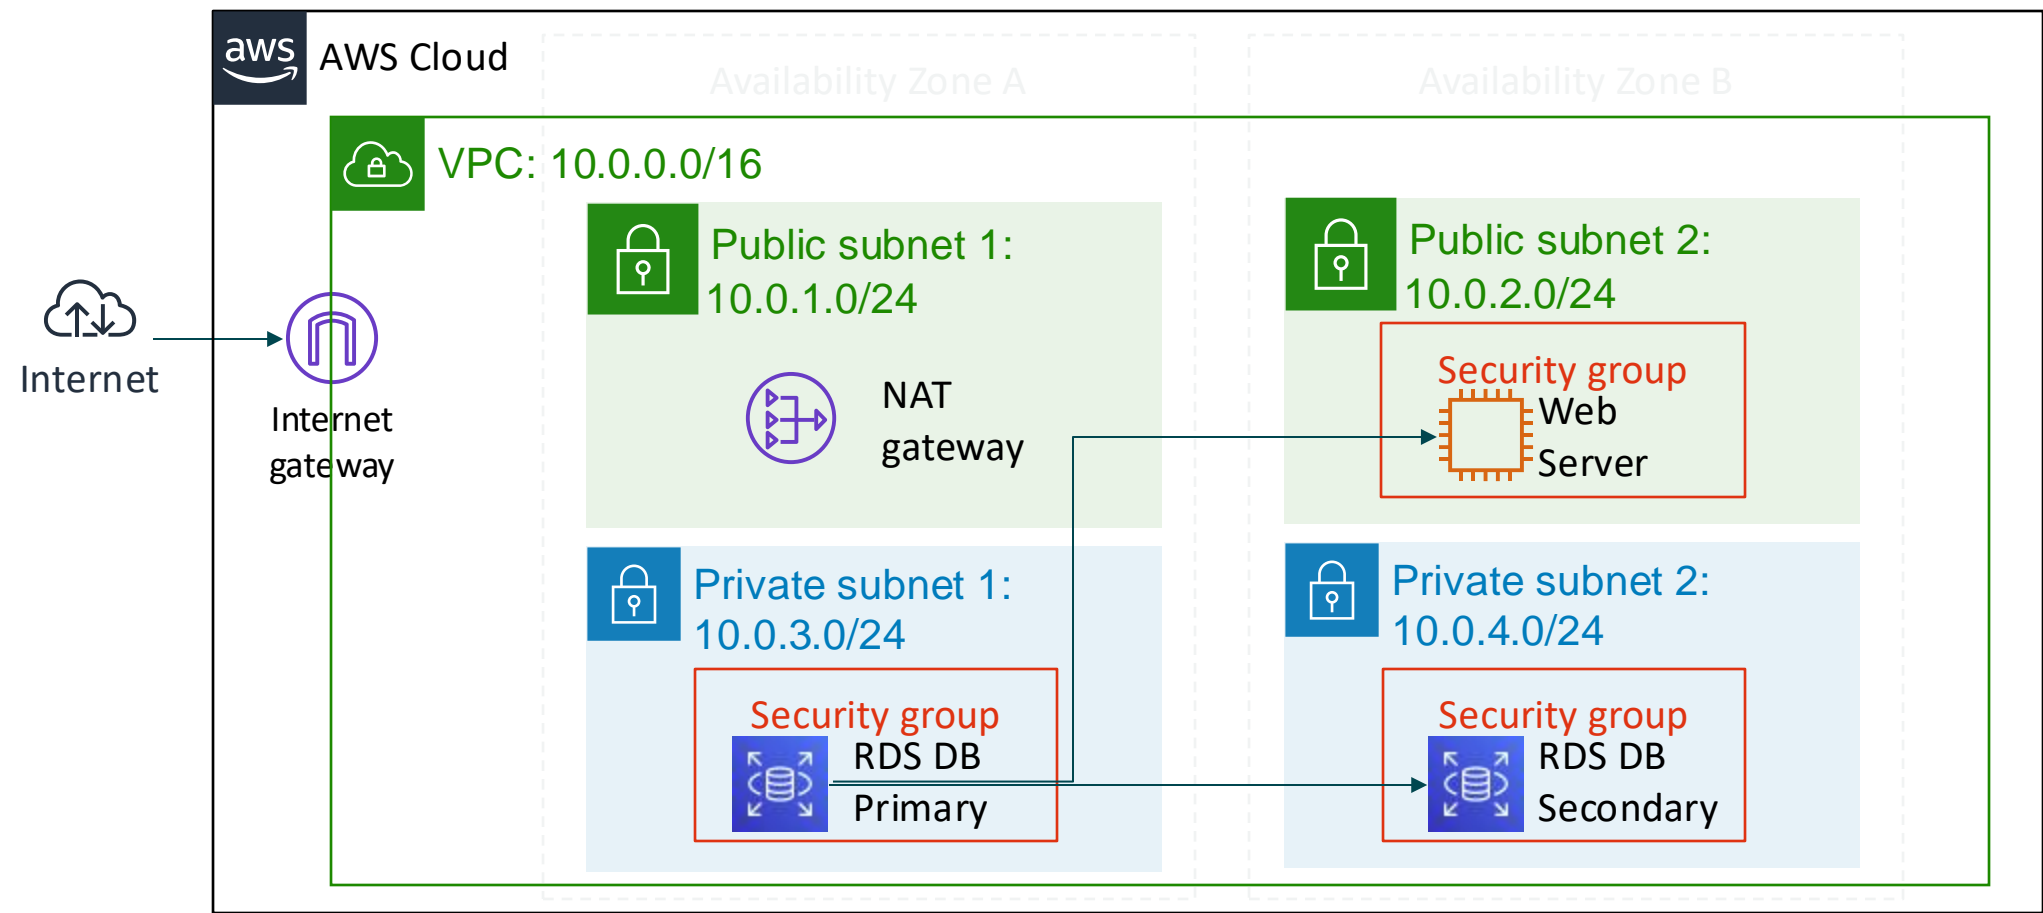 aws
AWS Cloud
Availability Zone A
Availability Zone B
VPC: 10.0.0.0/16
Public subnet 1:
10.0.1.0/24
Public subnet 2:
10.0.2.0/24
Internet
Internet
gateway
NAT
gateway
Security group
Web
Server
Private subnet 1:
10.0.3.0/24
Private subnet 2:
10.0.4.0/24
Security group
RDS DB
Primary
Security group
RDS DB
Secondary